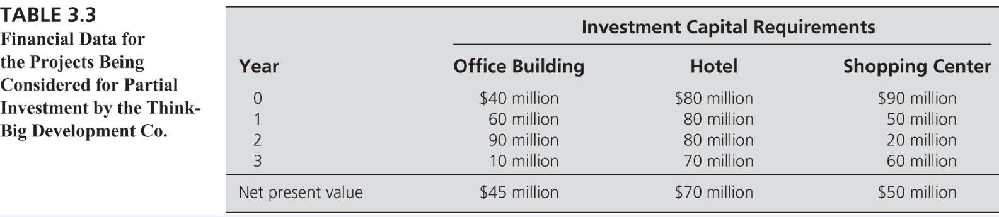 TABLE 3.3
Financial Data for
the Projects Being
Considered for Partial
Investment by the Think-
Big Development Co.
Investment Capital Requirements
Year Office Building Hotel Shopping Center
0 $40 million $80 million $90 million
1 60 million 80 million 50 million
2 90 million 80 million 20 million
3 10 million 70 million 60 million
Net present value $45 million $70 million $50 million